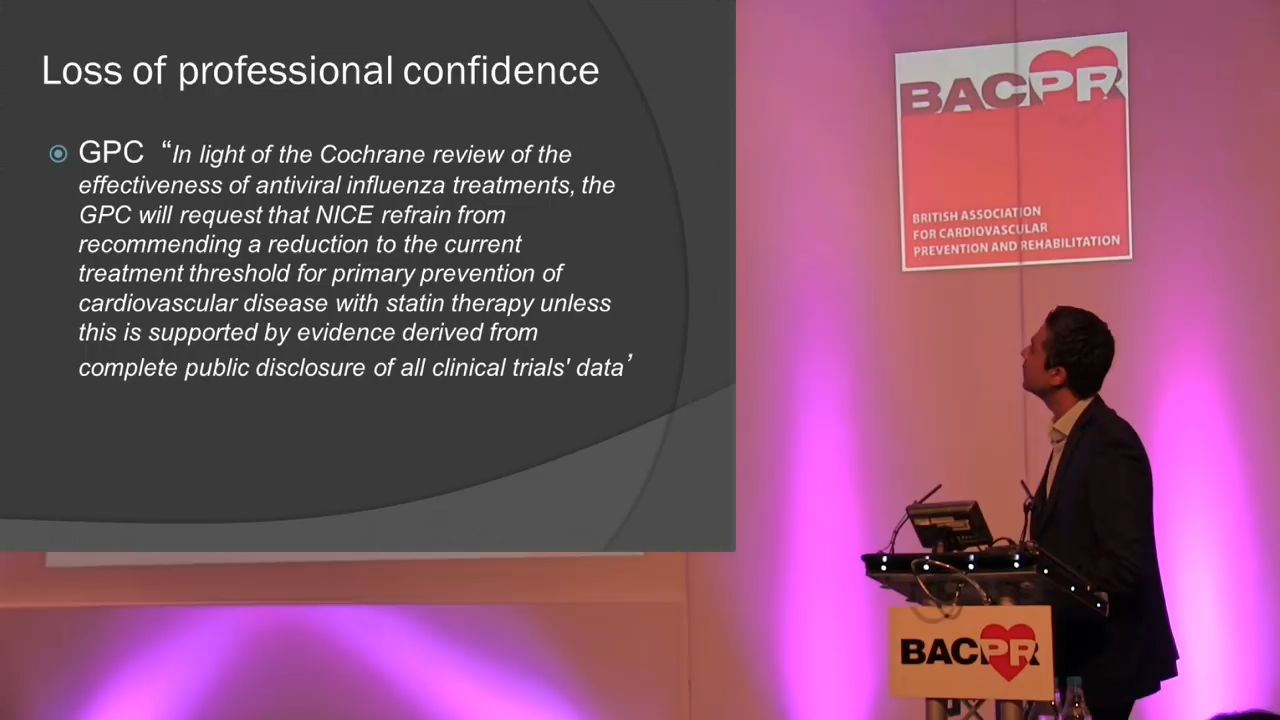 Loss of professional confidence
GPC “In light of the Cochrane review of the
effectiveness of antiviral influenza treatments, the
GPC will request that NICE refrain from
recommending a reduction to the current
treatment threshold for primary prevention of
cardiovascular disease with statin therapy unless
this is supported by evidence derived from
complete public disclosure of all clinical trials' data’
BACPR
BRITISH ASSOCIATION
FOR CARDIOVASCULAR
PREVENTION AND REHABILITATION
BACPR